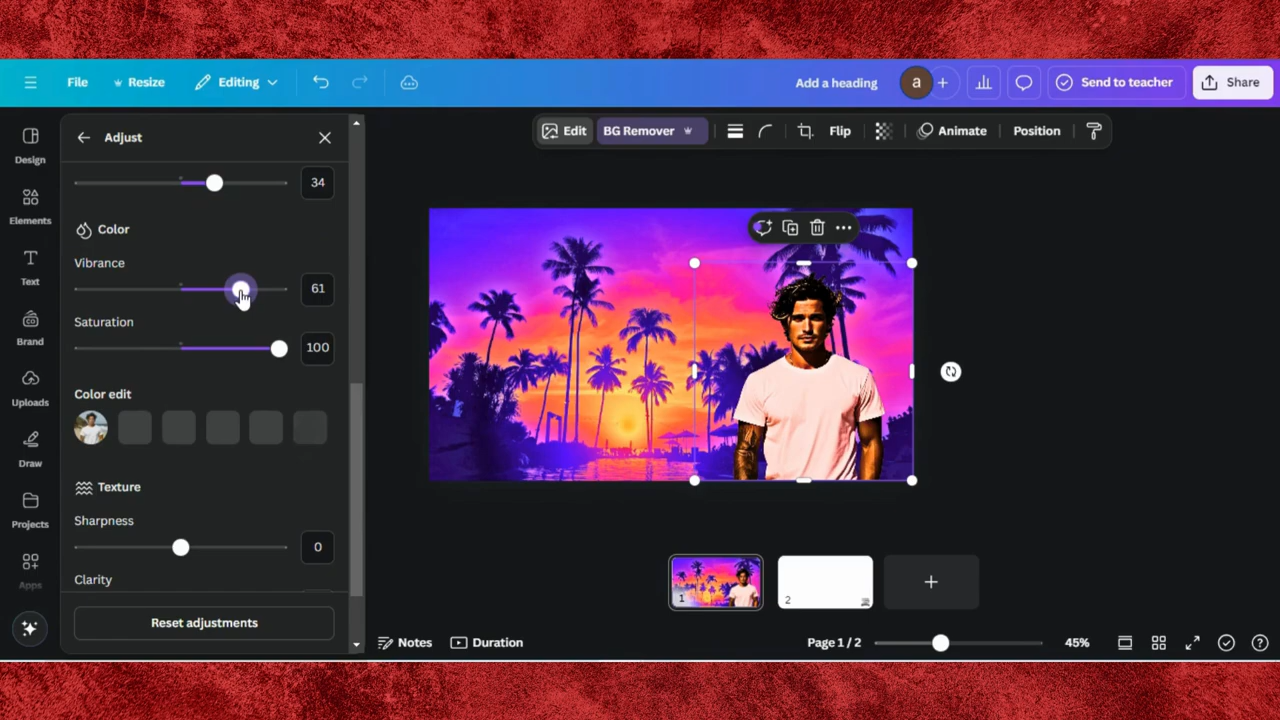 File
Resize
Editing
Add a heading
a
+
Send to teacher
Share
Design
Elements
Text
Brand
Uploads
Draw
Projects
Apps
Adjust
34
Color
Vibrance
61
Saturation
100
Color edit
Texture
Sharpness
0
Clarity
Reset adjustments
Edit
BG Remover
Flip
Animate
Position
1
2
+
Notes
Duration
Page 1 / 2
45%
?